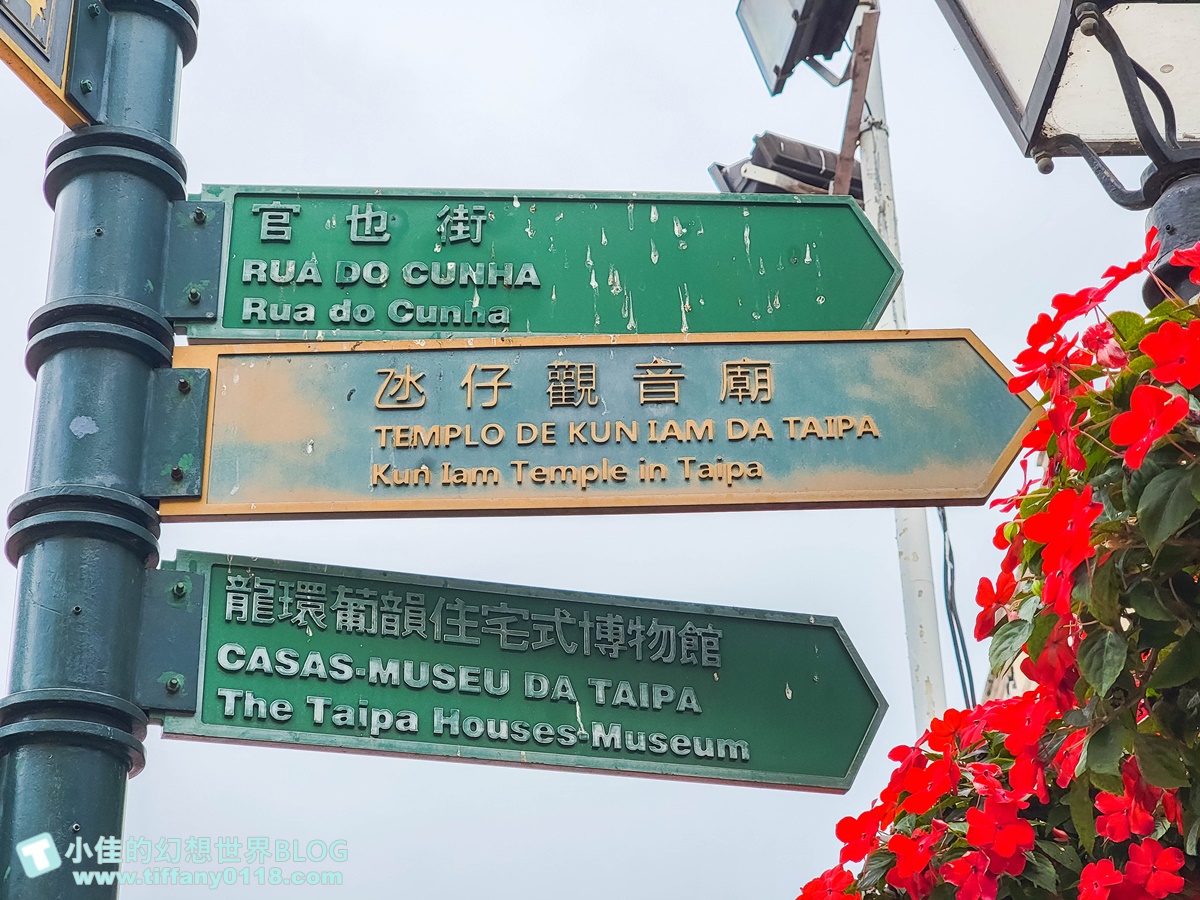 官也街
RUA DO CUNHA
Rua do Cunha
氹仔觀音廟
TEMPLO DE KUN IAM DA TAIPA
Kun Iam Temple in Taipa
龍環葡韻住宅式博物館
CASAS-MUSEU DA TAIPA
The Taipa Houses-Museum
小佳的幻想世界BLOG
www.tiffany0118.com